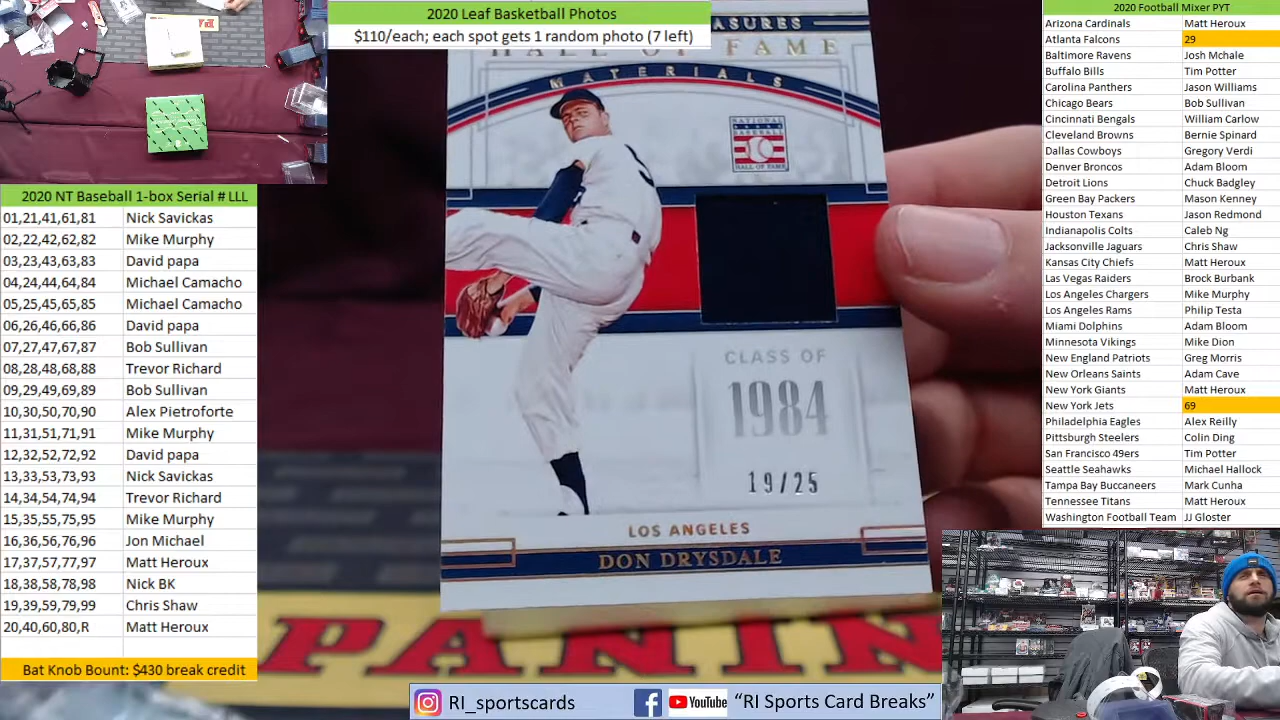 2020 Leaf Basketball Photos
$110/each; each spot gets 1 random photo (7 left)
2020 NT Baseball 1-box Serial # LLL
01,21,41,61,81 Nick Savickas
02,22,42,62,82 Mike Murphy
03,23,43,63,83 David papa
04,24,44,64,84 Michael Camacho
05,25,45,65,85 Michael Camacho
06,26,46,66,86 David papa
07,27,47,67,87 Bob Sullivan
08,28,48,68,88 Trevor Richard
09,29,49,69,89 Bob Sullivan
10,30,50,70,90 Alex Pietroforte
11,31,51,71,91 Mike Murphy
12,32,52,72,92 David papa
13,33,53,73,93 Nick Savickas
14,34,54,74,94 Trevor Richard
15,35,55,75,95 Mike Murphy
16,36,56,76,96 Jon Michael
17,37,57,77,97 Matt Heroux
18,38,58,78,98 Nick BK
19,39,59,79,99 Chris Shaw
20,40,60,80,R Matt Heroux
Bat Knob Bount: $430 break credit
ASURES
HALL OF FAME
MATERIALS
NATIONAL
BASEBALL
HALL OF FAME
CLASS OF
1984
19/25
LOS ANGELES
DON DRYSDALE
PANIN
RI_sportscards
YouTube
“RI Sports Card Breaks”
2020 Football Mixer PYT
Arizona Cardinals Matt Heroux
Atlanta Falcons 29
Baltimore Ravens Josh Mchale
Buffalo Bills Tim Potter
Carolina Panthers Jason Williams
Chicago Bears Bob Sullivan
Cincinnati Bengals William Carlow
Cleveland Browns Bernie Spinard
Dallas Cowboys Gregory Verdi
Denver Broncos Adam Bloom
Detroit Lions Chuck Badgley
Green Bay Packers Mason Kenney
Houston Texans Jason Redmond
Indianapolis Colts Caleb Ng
Jacksonville Jaguars Chris Shaw
Kansas City Chiefs Matt Heroux
Las Vegas Raiders Brock Burbank
Los Angeles Chargers Mike Murphy
Los Angeles Rams Philip Testa
Miami Dolphins Adam Bloom
Minnesota Vikings Mike Dion
New England Patriots Greg Morris
New Orleans Saints Adam Cave
New York Giants Matt Heroux
New York Jets 69
Philadelphia Eagles Alex Reilly
Pittsburgh Steelers Colin Ding
San Francisco 49ers Tim Potter
Seattle Seahawks Michael Hallock
Tampa Bay Buccaneers Mark Cunha
Tennessee Titans Matt Heroux
Washington Football Team JJ Gloster